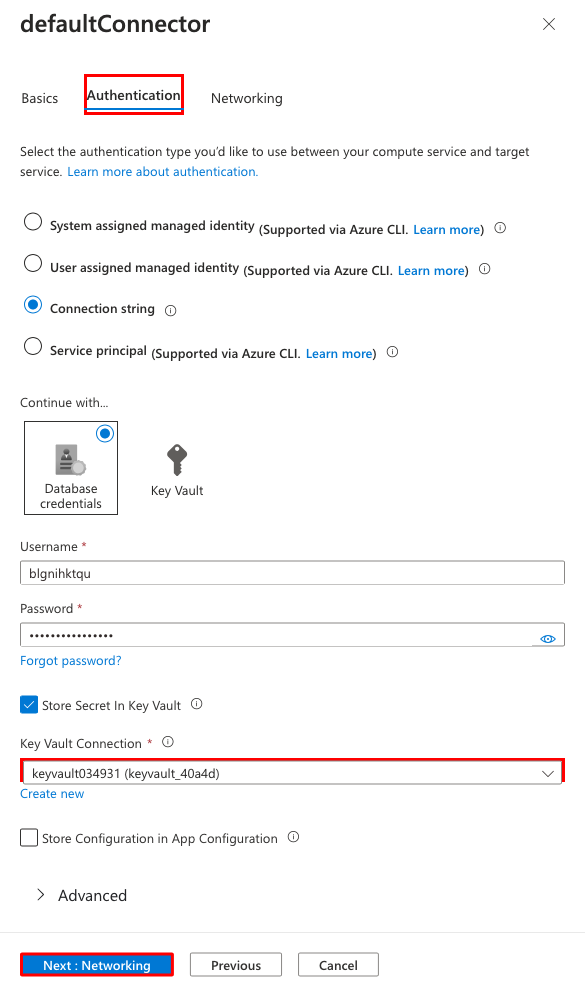 defaultConnector
Basics
Authentication
Networking
Select the authentication type you'd like to use between your compute service and target
service. Learn more about authentication.
System assigned managed identity (Supported via Azure CLI. Learn more)
User assigned managed identity (Supported via Azure CLI. Learn more)
Connection string
Service principal (Supported via Azure CLI. Learn more)
Continue with...
Database
credentials
Key Vault
Username *
blgnihktqu
Password *
••••••••••••••••
Forgot password?
Store Secret In Key Vault
Key Vault Connection *
keyvault034931 (keyvault_40a4d)
Create new
Store Configuration in App Configuration
Advanced
Next : Networking
Previous
Cancel